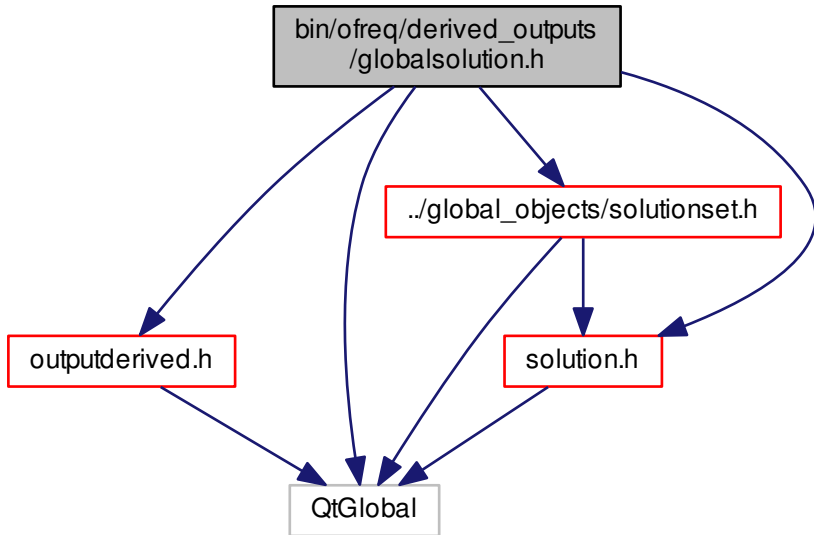 bin/ofreq/derived_outputs
/globalsolution.h
../global_objects/solutionset.h
outputderived.h
solution.h
QtGlobal